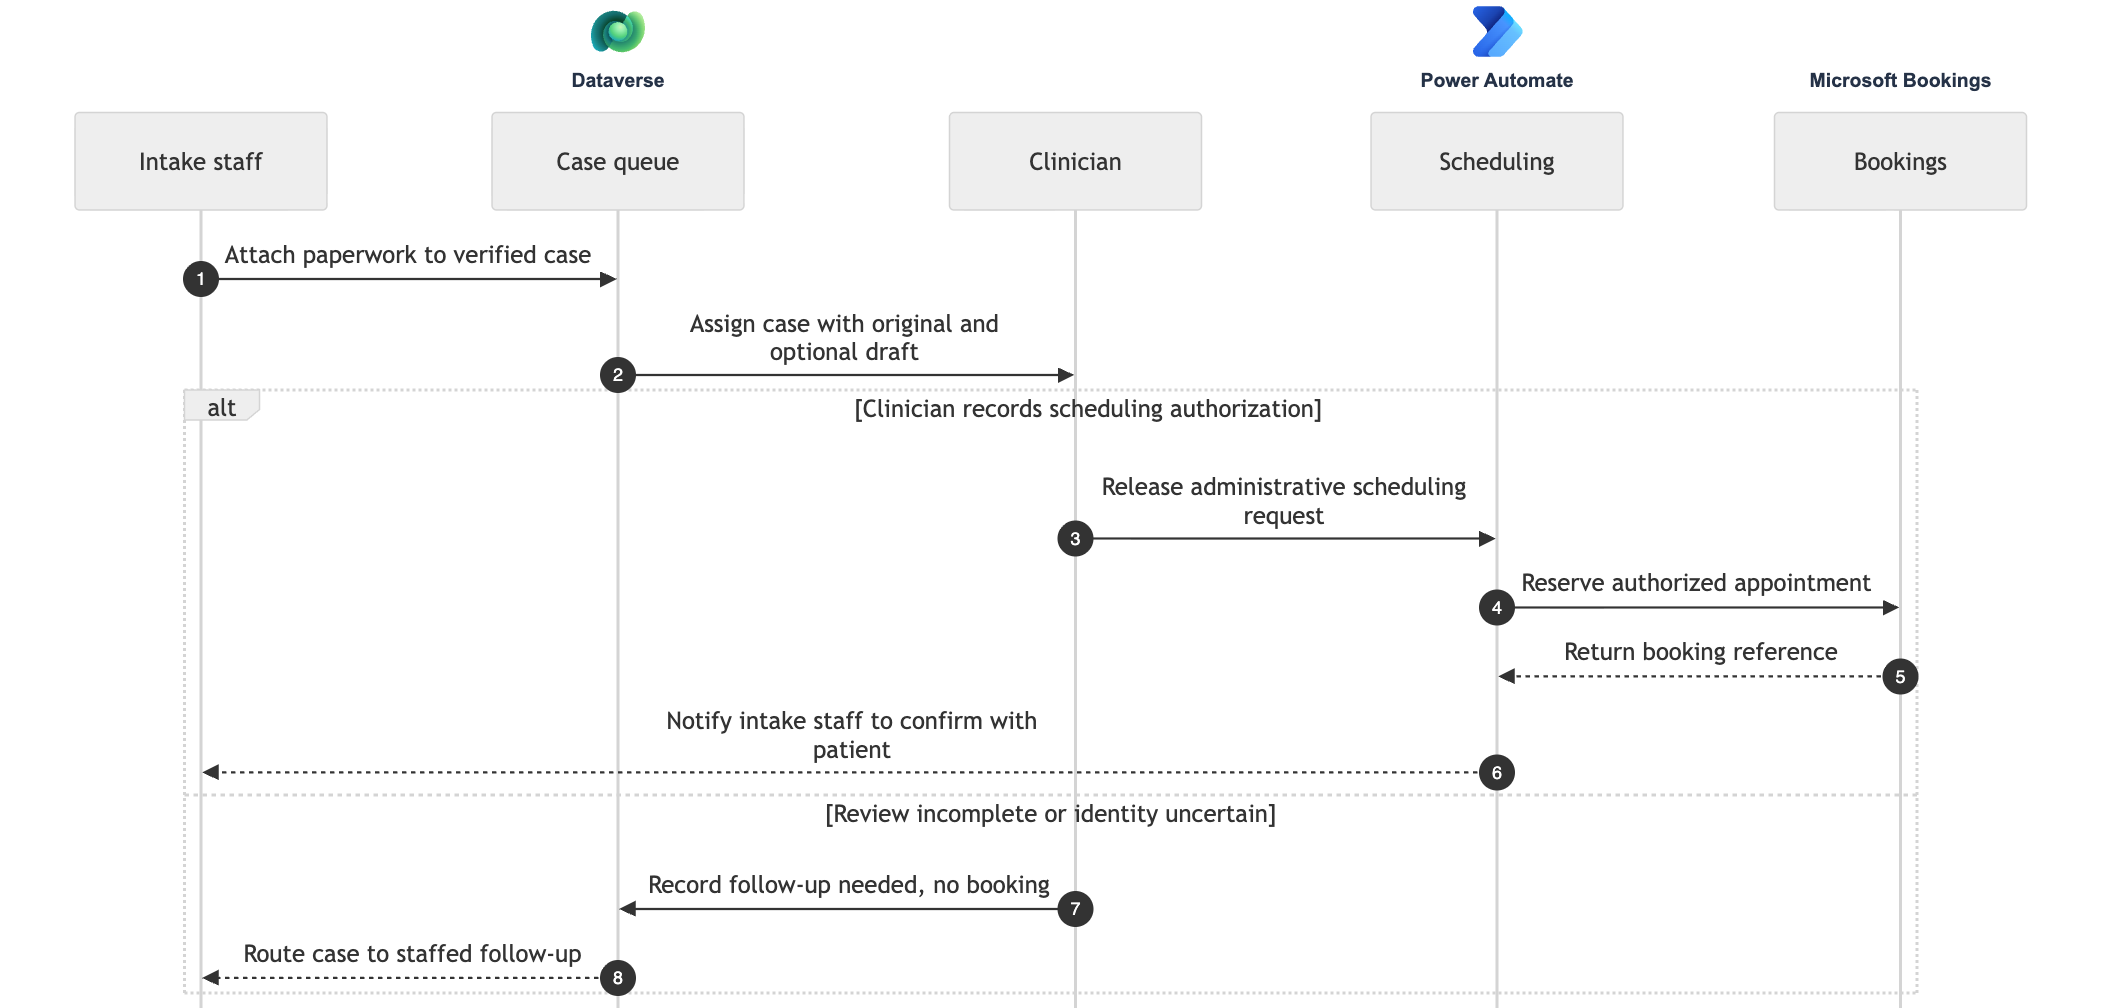 Dataverse
Power Automate
Microsoft Bookings
Intake staff
Case queue
Clinician
Scheduling
Bookings
Attach paperwork to verified case
1
Assign case with original and
optional draft
2
alt
[Clinician records scheduling authorization]
Release administrative scheduling
request
3
Reserve authorized appointment
4
Return booking reference
5
Notify intake staff to confirm with
patient
6
[Review incomplete or identity uncertain]
Record follow-up needed, no booking
7
Route case to staffed follow-up
8